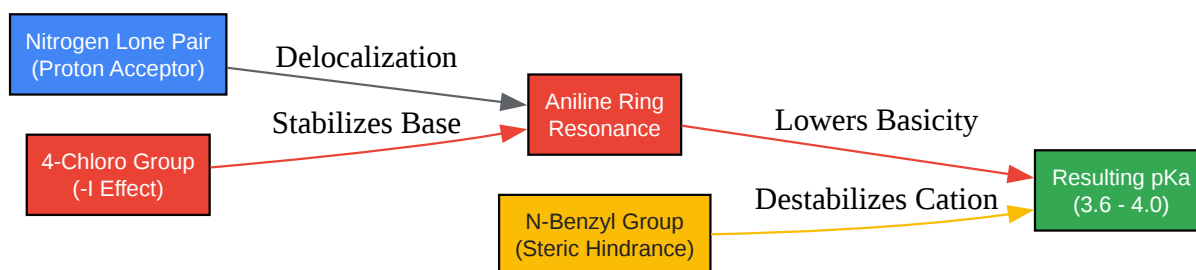 Nitrogen Lone Pair
(Proton Acceptor)
Delocalization
Aniline Ring
Resonance
Stabilizes Base
4-Chloro Group
(-I Effect)
Lowers Basicity
Resulting pKa
(3.6 - 4.0)
Destabilizes Cation
N-Benzyl Group
(Steric Hindrance)